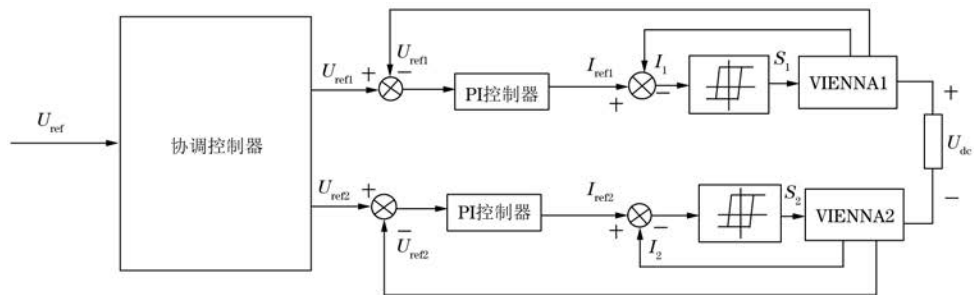 U_ref
协调控制器
U_ref1
+
−
U_ref1
PI控制器
I_ref1
+
−
I_1
S_1
VIENNA1
+
U_dc
−
U_ref2
+
−
U_ref2
PI控制器
I_ref2
+
−
I_2
S_2
VIENNA2